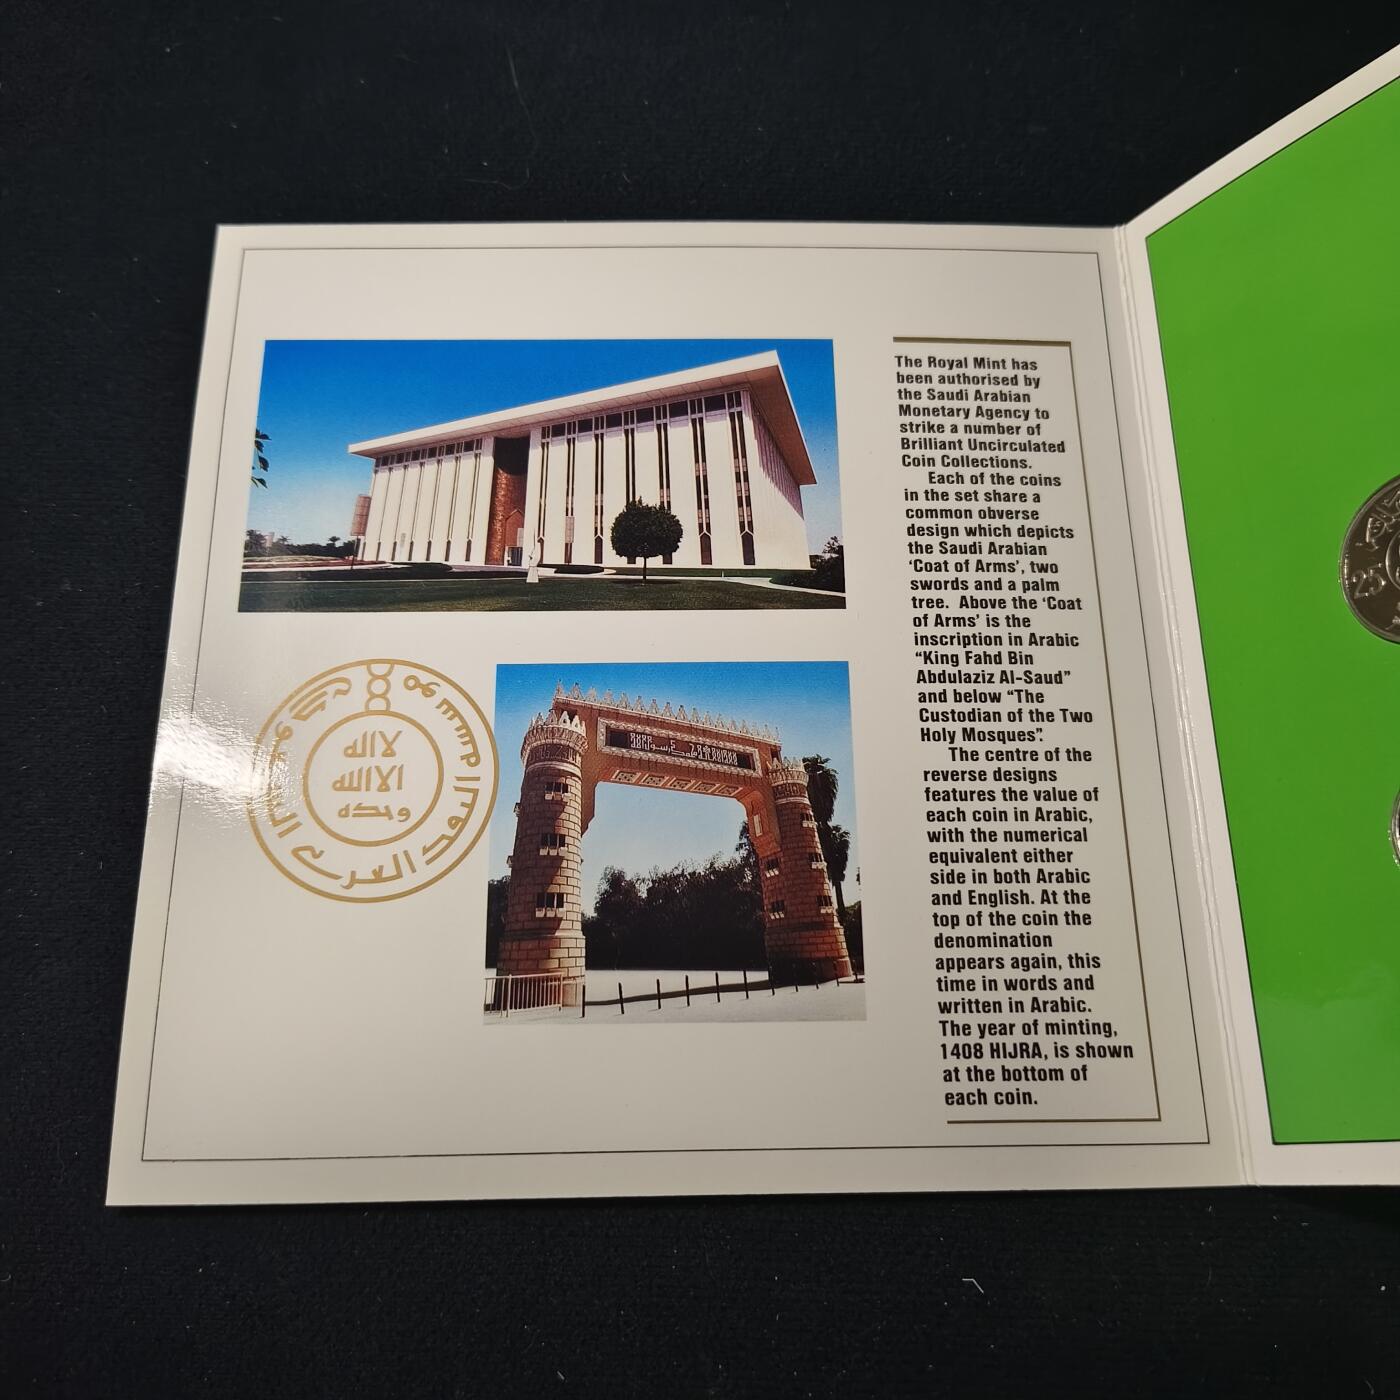 The Royal Mint has
been authorised by
the Saudi Arabian
Monetary Agency to
strike a number of
Brilliant Uncirculated
Coin Collections.
Each of the coins
in the set share a
common obverse
design which depicts
the Saudi Arabian
‘Coat of Arms’, two
swords and a palm
tree. Above the ‘Coat
of Arms’ is the
inscription in Arabic
“King Fahd Bin
Abdulaziz Al-Saud”
and below “The
Custodian of the Two
Holy Mosques”.
The centre of the
reverse designs
features the value of
each coin in Arabic,
with the numerical
equivalent either
side in both Arabic
and English. At the
top of the coin the
denomination
appears again, this
time in words and
written in Arabic.
The year of minting,
1408 HIJRA, is shown
at the bottom of
each coin.
لا الله
الا الله
وحده
25